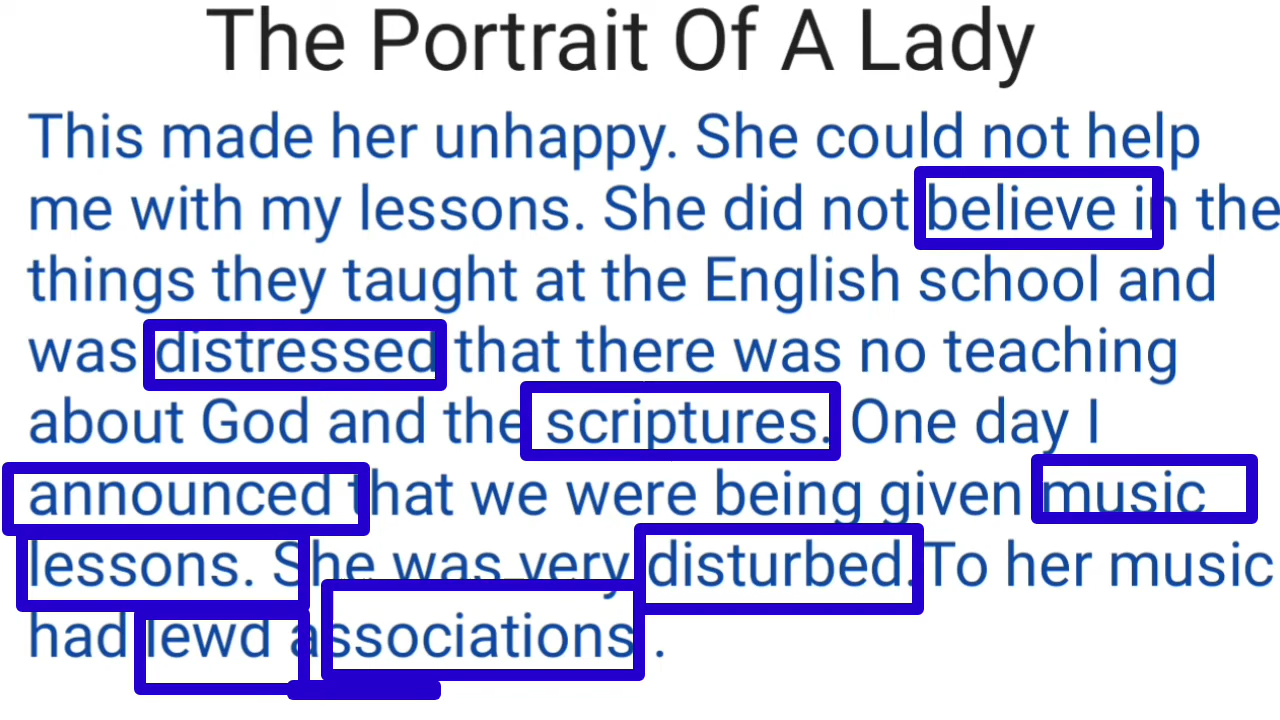 The Portrait Of A Lady
This made her unhappy. She could not help
me with my lessons. She did not believe in the
things they taught at the English school and
was distressed that there was no teaching
about God and the scriptures. One day I
announced that we were being given music
lessons. She was very disturbed.To her music
had lewd associations .